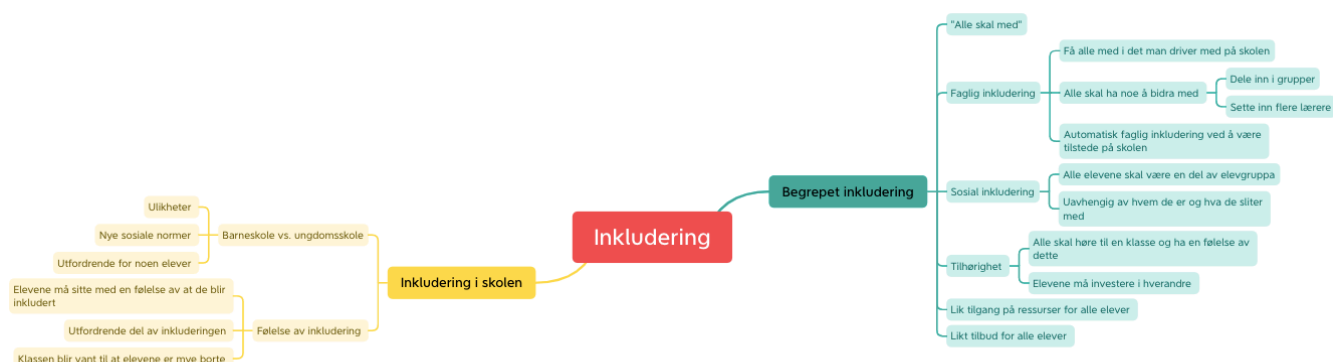 Inkludering
Begrepet inkludering
"Alle skal med"
Faglig inkludering
Få alle med i det man driver med på skolen
Alle skal ha noe å bidra med
Dele inn i grupper
Sette inn flere lærere
Automatisk faglig inkludering ved å være
tilstede på skolen
Sosial inkludering
Alle elevene skal være en del av elevgruppa
Uavhengig av hvem de er og hva de sliter
med
Tilhørighet
Alle skal høre til en klasse og ha en følelse av
dette
Elevene må investere i hverandre
Lik tilgang på ressurser for alle elever
Likt tilbud for alle elever
Inkludering i skolen
Barneskole vs. ungdomsskole
Ulikheter
Nye sosiale normer
Utfordrende for noen elever
Følelse av inkludering
Elevene må sitte med en følelse av at de blir
inkludert
Utfordrende del av inkluderingen
Klassen blir vant til at elevene er mye borte